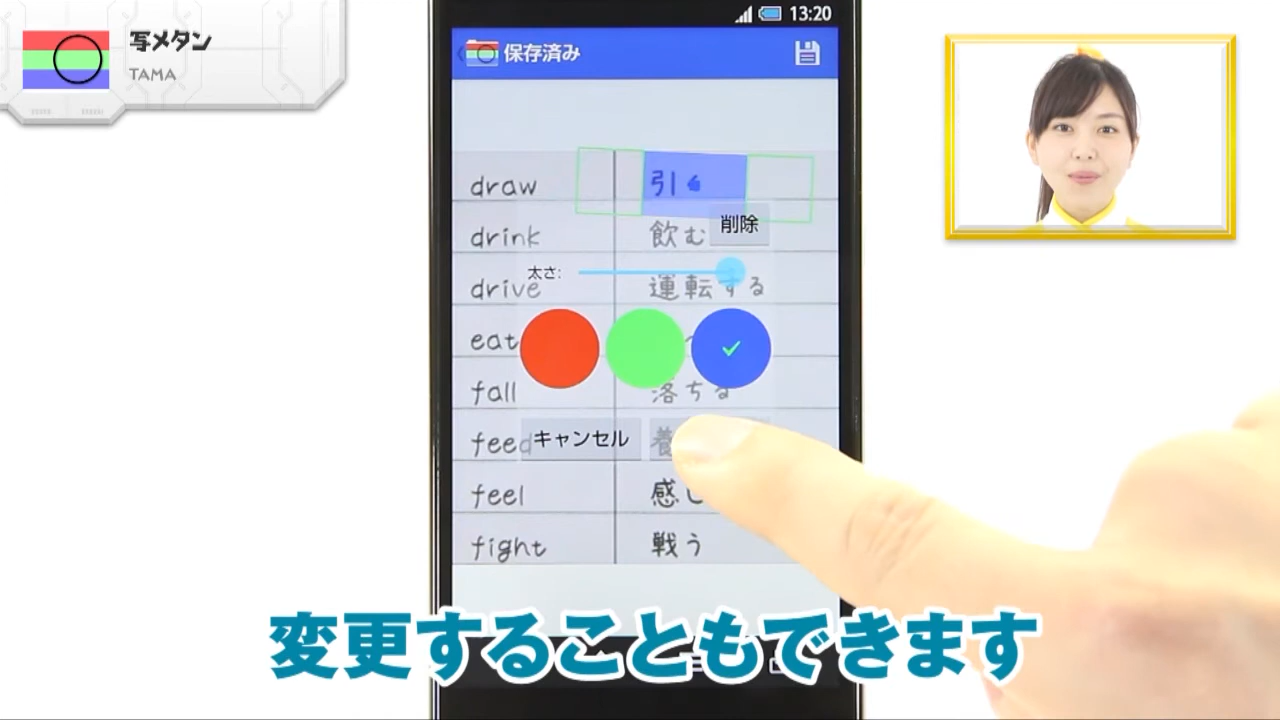 写メタン
TAMA
13:20
保存済み
draw 引く
drink 飲む
削除
太さ:
drive 運転する
eat
fall 落ちる
feed 養
キャンセル
feel 感じ
fight 戦う
変更することもできます